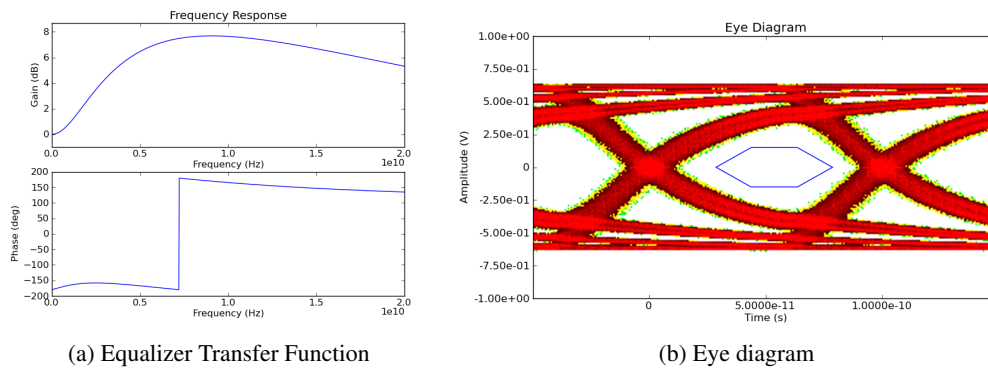 Frequency Response
Gain (dB)
8
6
4
2
0
0.0 0.5 1.0 1.5 2.0
Frequency (Hz)
1e10
Phase (deg)
200
150
100
50
0
−50
−100
−150
−200
0.0 0.5 1.0 1.5 2.0
Frequency (Hz)
1e10
(a) Equalizer Transfer Function
Eye Diagram
Amplitude (V)
1.00e+00
7.50e-01
5.00e-01
2.50e-01
0
-2.50e-01
-5.00e-01
-7.50e-01
-1.00e+00
0 5.0000e-11 1.0000e-10
Time (s)
(b) Eye diagram